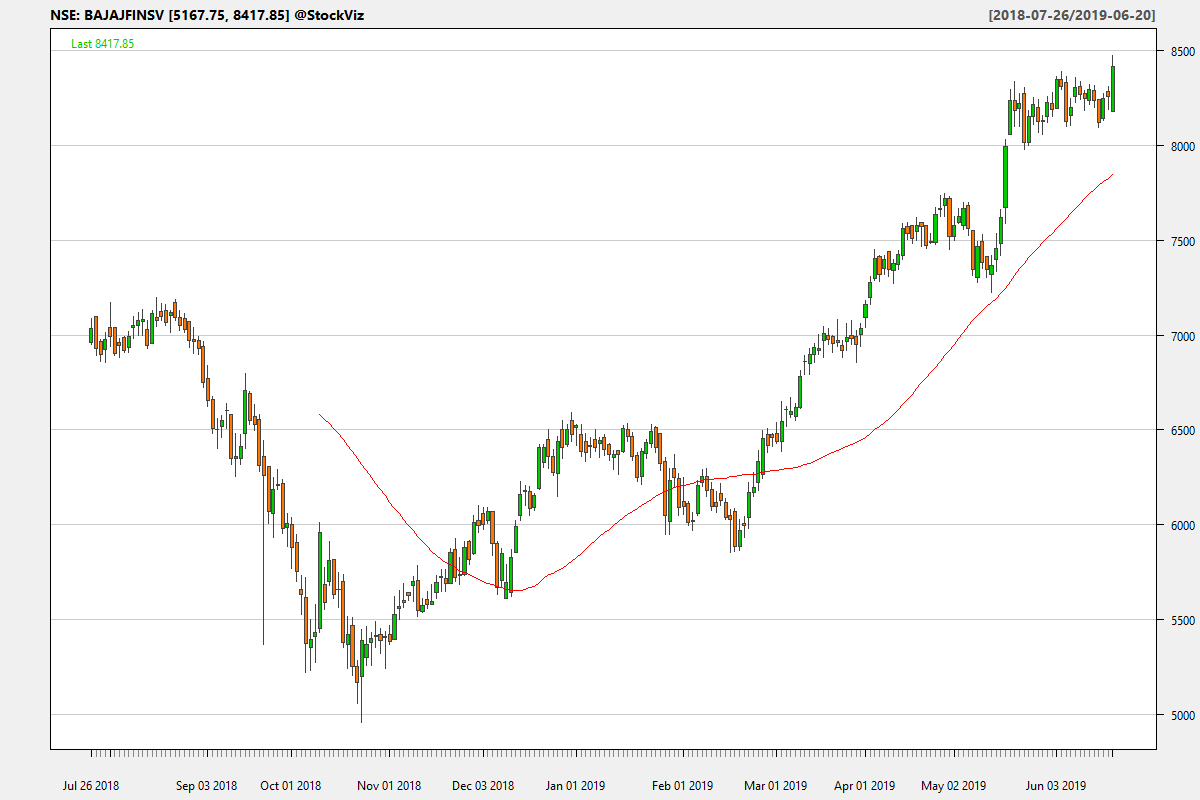 NSE: BAJAJFINSV [5167.75, 8417.85] @StockViz
[2018-07-26/2019-06-20]
Last 8417.85
8500
8000
7500
7000
6500
6000
5500
5000
Jul 26 2018
Sep 03 2018
Oct 01 2018
Nov 01 2018
Dec 03 2018
Jan 01 2019
Feb 01 2019
Mar 01 2019
Apr 01 2019
May 02 2019
Jun 03 2019